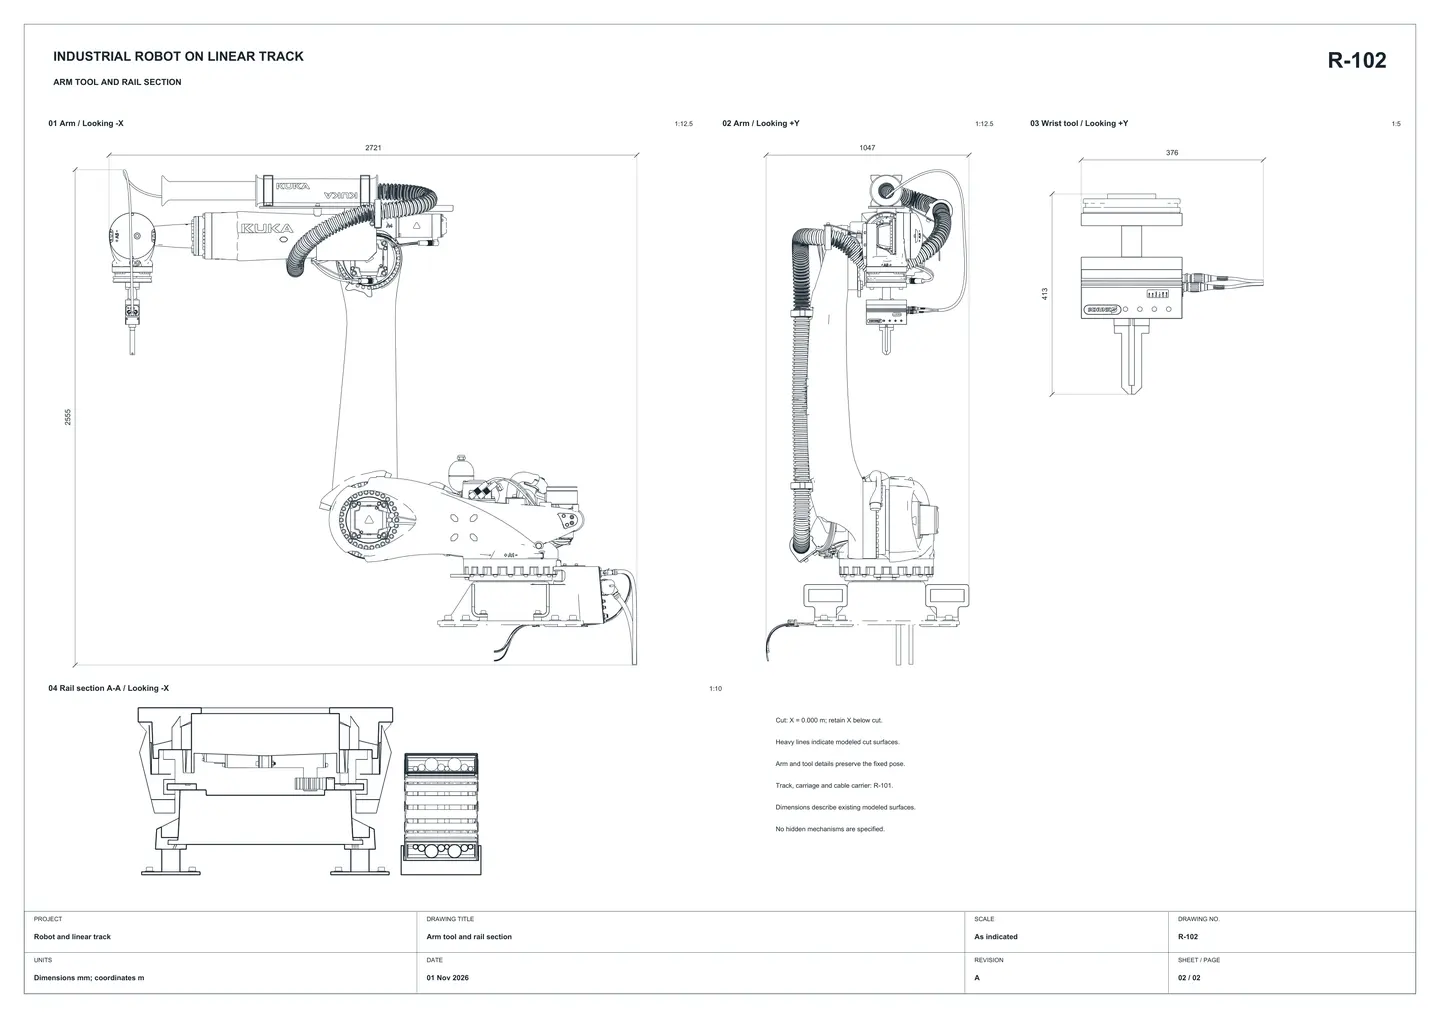 INDUSTRIAL ROBOT ON LINEAR TRACK
R-102
ARM TOOL AND RAIL SECTION
01 Arm / Looking -X
1:12.5
02 Arm / Looking +Y
1:12.5
03 Wrist tool / Looking +Y
1:5
2721
1047
376
KUKA
KUKA
KUKA
2555
413
SCHUNK
04 Rail section A-A / Looking -X
1:10
Cut: X = 0.000 m; retain X below cut.
Heavy lines indicate modeled cut surfaces.
Arm and tool details preserve the fixed pose.
Track, carriage and cable carrier: R-101.
Dimensions describe existing modeled surfaces.
No hidden mechanisms are specified.
PROJECT
Robot and linear track
DRAWING TITLE
Arm tool and rail section
SCALE
As indicated
DRAWING NO.
R-102
UNITS
Dimensions mm; coordinates m
DATE
01 Nov 2026
REVISION
A
SHEET / PAGE
02 / 02